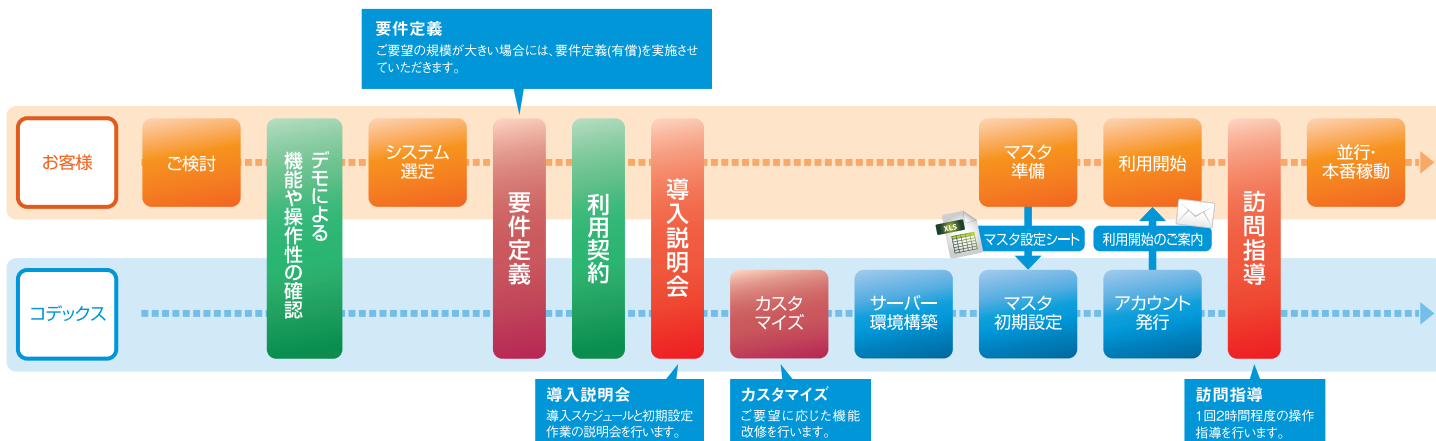 要件定義
ご要望の規模が大きい場合には、要件定義(有償)を実施させ
ていただきます。
お客様
ご検討
デモによる
機能や操作性の確認
システム
選定
要件定義
利用契約
導入説明会
マスタ
準備
利用開始
訪問指導
並行・
本番稼動
XLS
マスタ設定シート
利用開始のご案内
コデックス
カスタ
マイズ
サーバー
環境構築
マスタ
初期設定
アカウント
発行
導入説明会
導入スケジュールと初期設定
作業の説明会を行います。
カスタマイズ
ご要望に応じた機能
改修を行います。
訪問指導
1回2時間程度の操作
指導を行います。